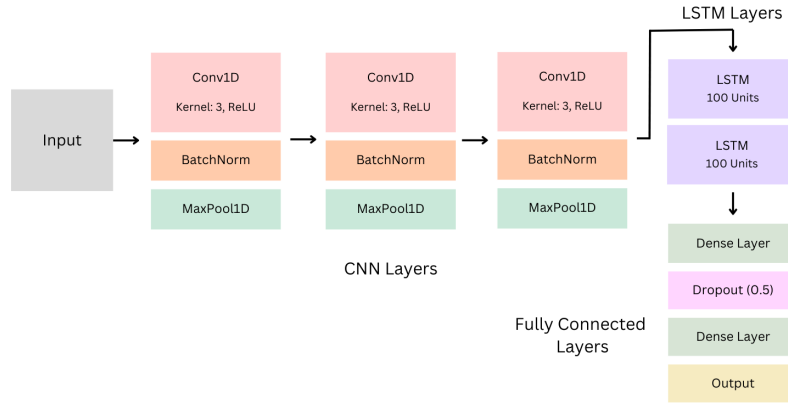 LSTM Layers
Input
Conv1D
Kernel: 3, ReLU
BatchNorm
MaxPool1D
Conv1D
Kernel: 3, ReLU
BatchNorm
MaxPool1D
Conv1D
Kernel: 3, ReLU
BatchNorm
MaxPool1D
CNN Layers
LSTM
100 Units
LSTM
100 Units
Fully Connected
Layers
Dense Layer
Dropout (0.5)
Dense Layer
Output